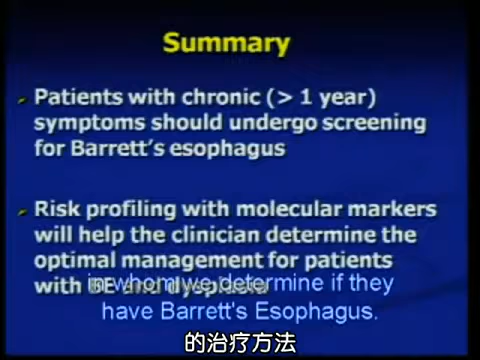 Summary
Patients with chronic (> 1 year)
symptoms should undergo screening
for Barrett's esophagus
Risk profiling with molecular markers
will help the clinician determine the
optimal management for patients
with BE and dysplasia
in whom we determine if they
have Barrett's Esophagus.
的治疗方法